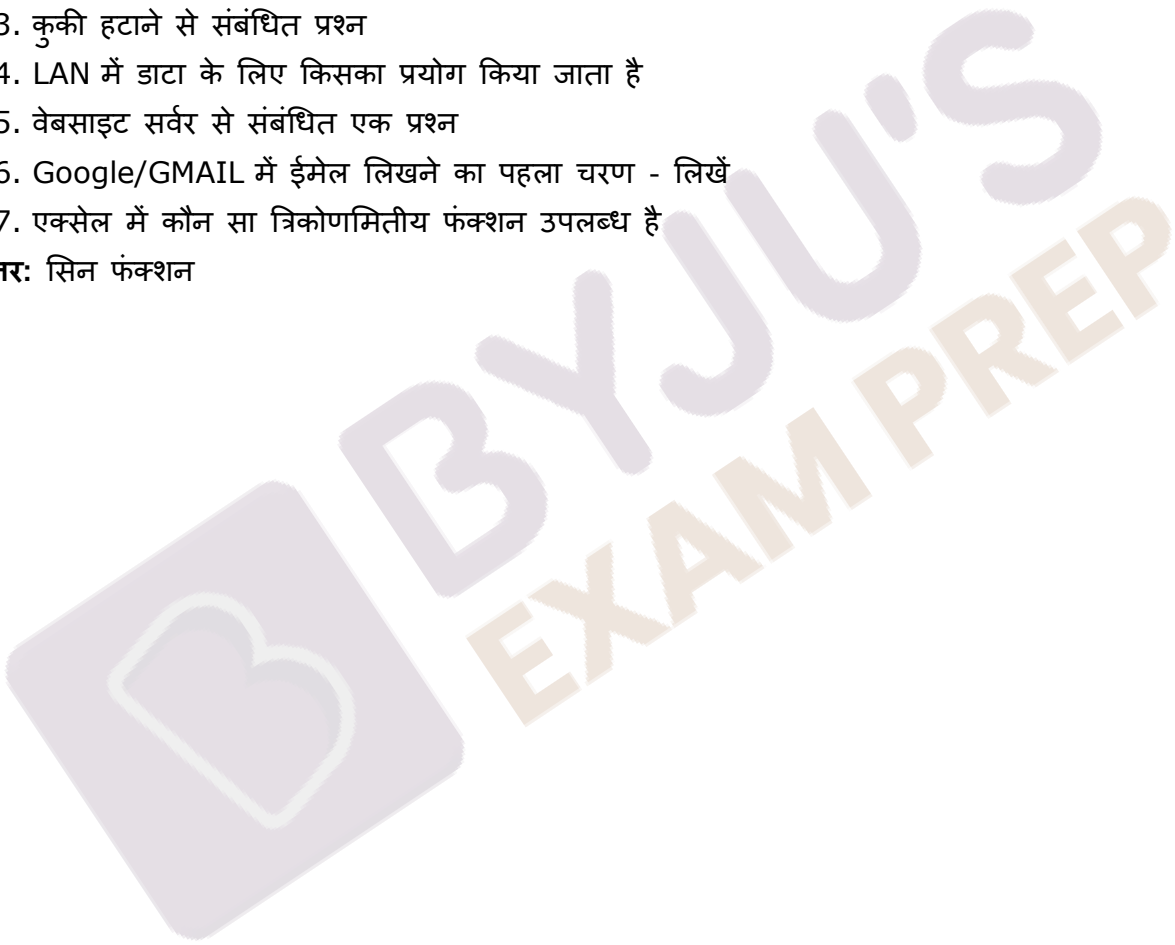 3. कुकी हटाने से संबंधित प्रश्न
4. LAN में डाटा के लिए किसका प्रयोग किया जाता है
5. वेबसाइट सर्वर से संबंधित एक प्रश्न
6. Google/GMAIL में ईमेल लिखने का पहला चरण - लिखें
7. एक्सेल में कौन सा त्रिकोणमितीय फंक्शन उपलब्ध है
तर: सिन फंक्शन
BYJU'S
EXAM PREP